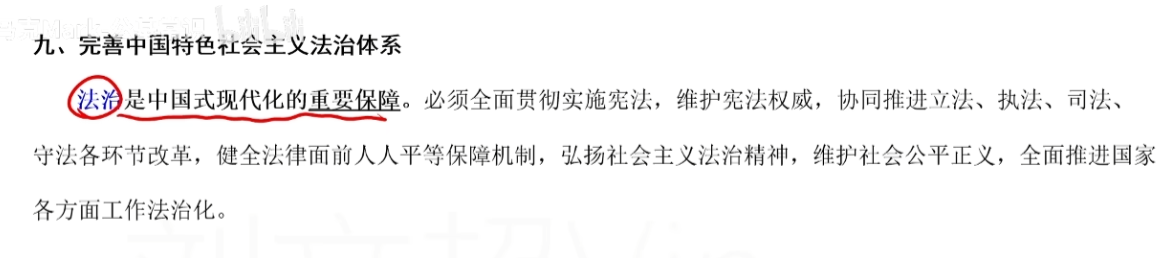 九、完善中国特色社会主义法治体系
法治是中国式现代化的重要保障。必须全面贯彻实施宪法，维护宪法权威，协同推进立法、执法、司法、
守法各环节改革，健全法律面前人人平等保障机制，弘扬社会主义法治精神，维护社会公平正义，全面推进国家
各方面工作法治化。